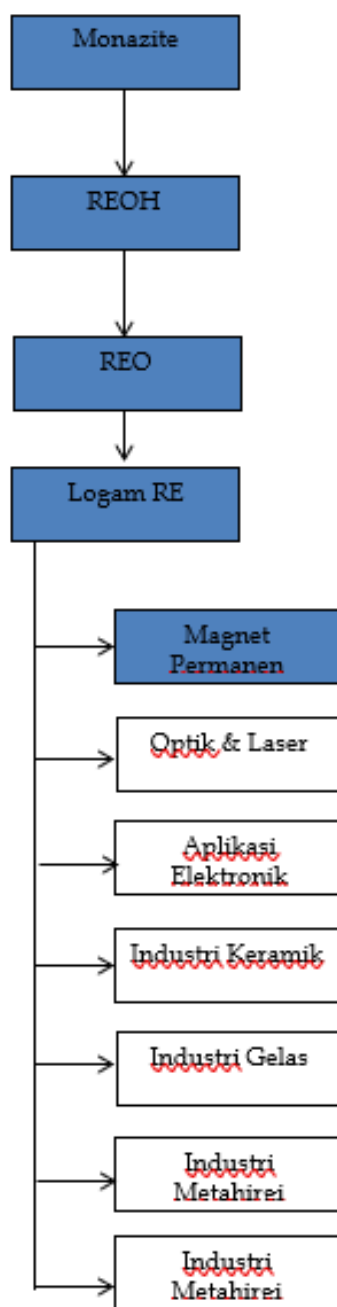 Monazite
REOH
REO
Logam RE
Magnet
Permanen
Optik & Laser
Aplikasi
Elektronik
Industri Keramik
Industri Gelas
Industri
Metahirei
Industri
Metahirei